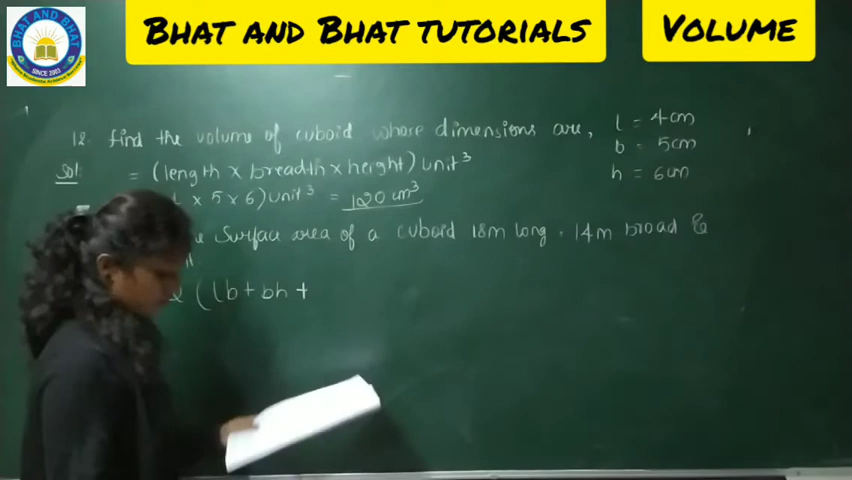 BHAT AND BHAT TUTORIALS
VOLUME
BHAT AND BHAT
SINCE 2003
12. find the volume of cuboid whose dimensions are, l = 4cm
b = 5cm
h = 6cm
Sol:
= (length x breadth x height) Unit³
x 5 x 6) Unit³ = 120 cm³
Surface area of a cuboid 18m long, 14m broad &
(lb + bh +